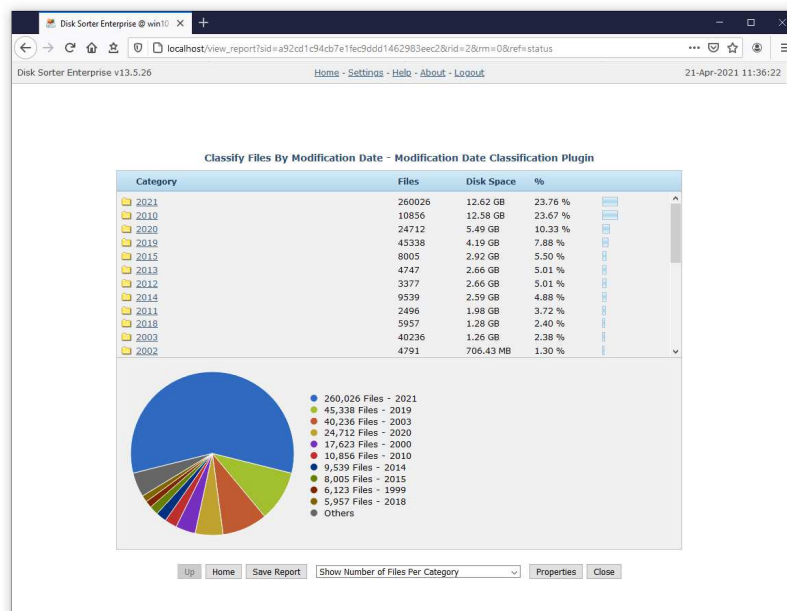 Disk Sorter Enterprise @ win10
localhost/view_report?sid=a92cd1c94cb7e1fec9ddd1462983eec2&rid=2&rm=0&ref=status
Disk Sorter Enterprise v13.5.26 Home - Settings - Help - About - Logout 21-Apr-2021 11:36:22
Classify Files By Modification Date - Modification Date Classification Plugin
Category Files Disk Space %
2021 260026 12.62 GB 23.76 %
2010 10856 12.58 GB 23.67 %
2020 24712 5.49 GB 10.33 %
2019 45338 4.19 GB 7.88 %
2015 8005 2.92 GB 5.50 %
2013 4747 2.66 GB 5.01 %
2012 3377 2.66 GB 5.01 %
2014 9539 2.59 GB 4.88 %
2011 2496 1.98 GB 3.72 %
2018 5957 1.28 GB 2.40 %
2003 40236 1.26 GB 2.38 %
2002 4791 706.43 MB 1.30 %
260,026 Files - 2021
45,338 Files - 2019
40,236 Files - 2003
24,712 Files - 2020
17,623 Files - 2000
10,856 Files - 2010
9,539 Files - 2014
8,005 Files - 2015
6,123 Files - 1999
5,957 Files - 2018
Others
Up Home Save Report Show Number of Files Per Category Properties Close